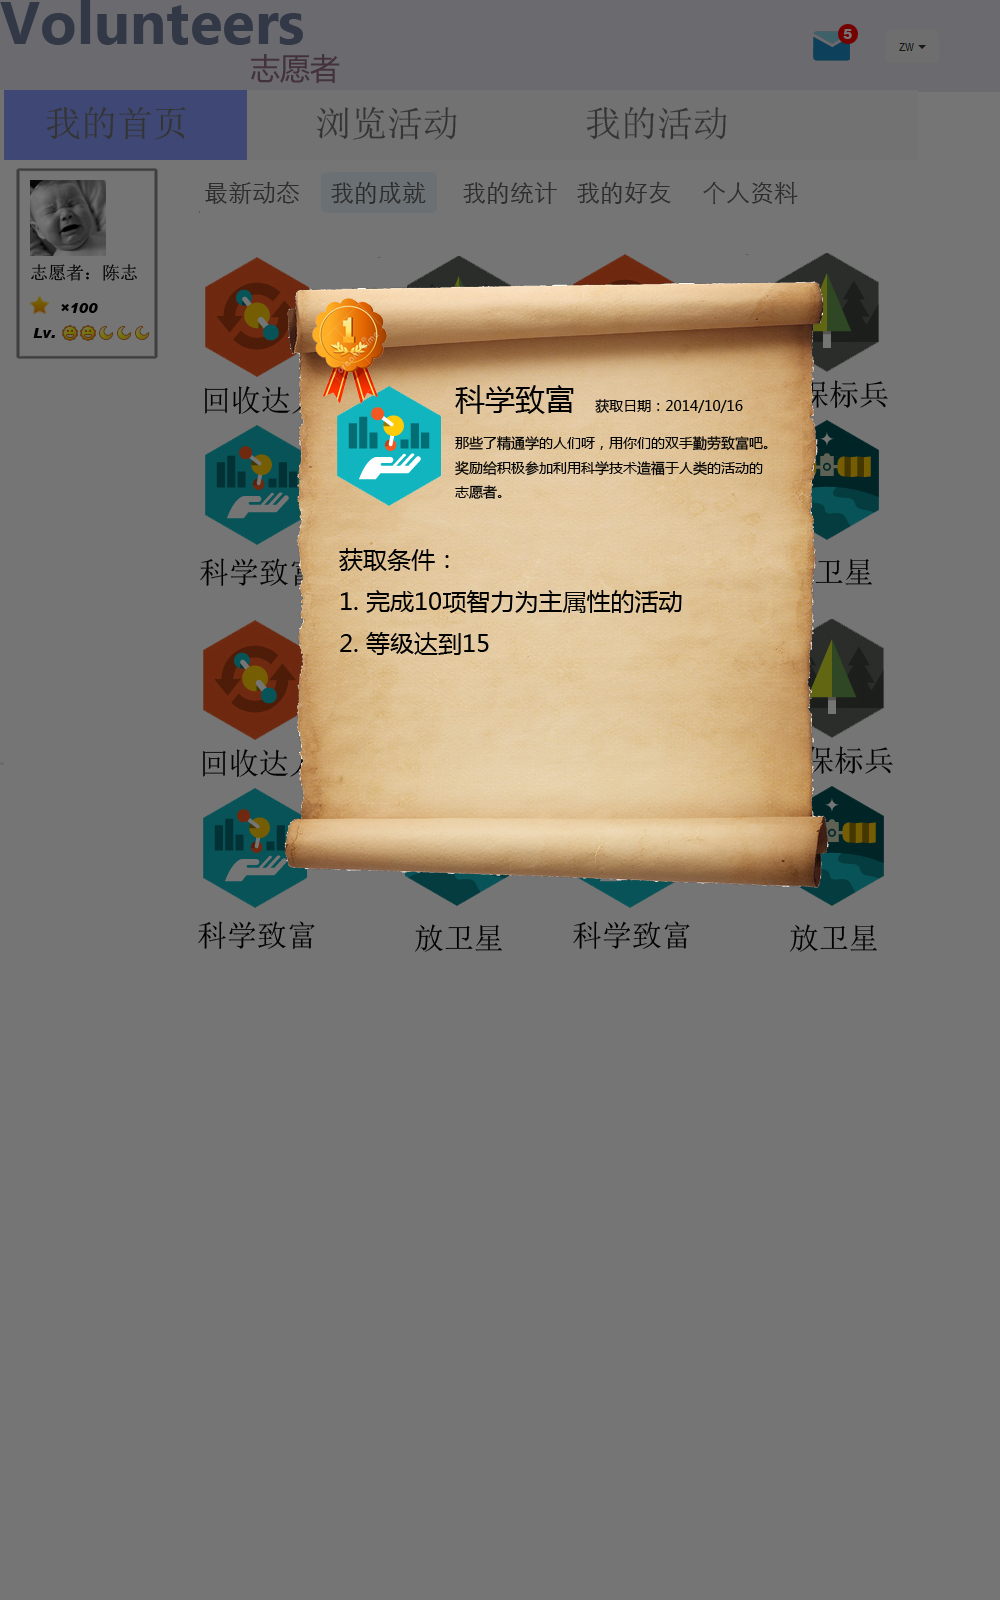 Volunteers
志愿者
5
ZW
我的首页 浏览活动 我的活动
最新动态 我的成就 我的统计 我的好友 个人资料
志愿者：陈志
×100
Lv.
1
回收达
标兵
科学致富 获取日期：2014/10/16
那些了精通学的人们呀，用你们的双手勤劳致富吧。
奖励给积极参加利用科学技术造福于人类的活动的
志愿者。
科学致
卫星
获取条件：
1. 完成10项智力为主属性的活动
2. 等级达到15
回收达
标兵
科学致富 放卫星 科学致富 放卫星